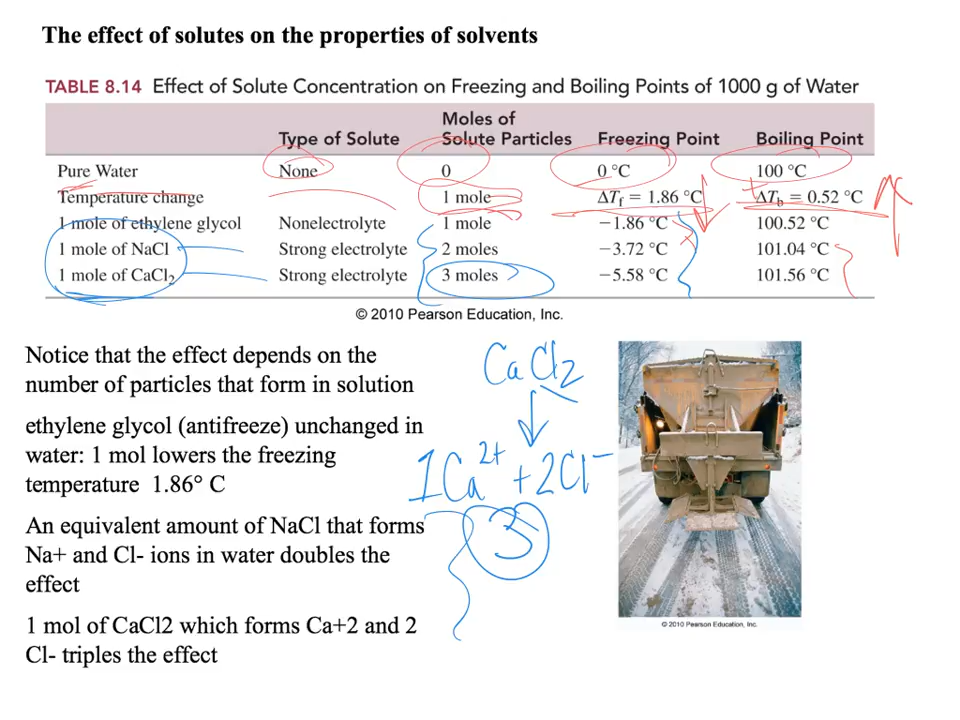 The effect of solutes on the properties of solvents
TABLE 8.14 Effect of Solute Concentration on Freezing and Boiling Points of 1000 g of Water
Moles of
Type of Solute Solute Particles Freezing Point Boiling Point
Pure Water None 0 0 °C 100 °C
Temperature change 1 mole ΔTf = 1.86 °C ΔTb = 0.52 °C
1 mole of ethylene glycol Nonelectrolyte 1 mole −1.86 °C 100.52 °C
1 mole of NaCl Strong electrolyte 2 moles −3.72 °C 101.04 °C
1 mole of CaCl₂ Strong electrolyte 3 moles −5.58 °C 101.56 °C
© 2010 Pearson Education, Inc.
Notice that the effect depends on the
number of particles that form in solution
ethylene glycol (antifreeze) unchanged in
water: 1 mol lowers the freezing
temperature 1.86° C
An equivalent amount of NaCl that forms
Na+ and Cl- ions in water doubles the
effect
1 mol of CaCl2 which forms Ca+2 and 2
Cl- triples the effect
CaCl₂
1Ca²⁺ + 2Cl⁻
3
© 2010 Pearson Education, Inc.